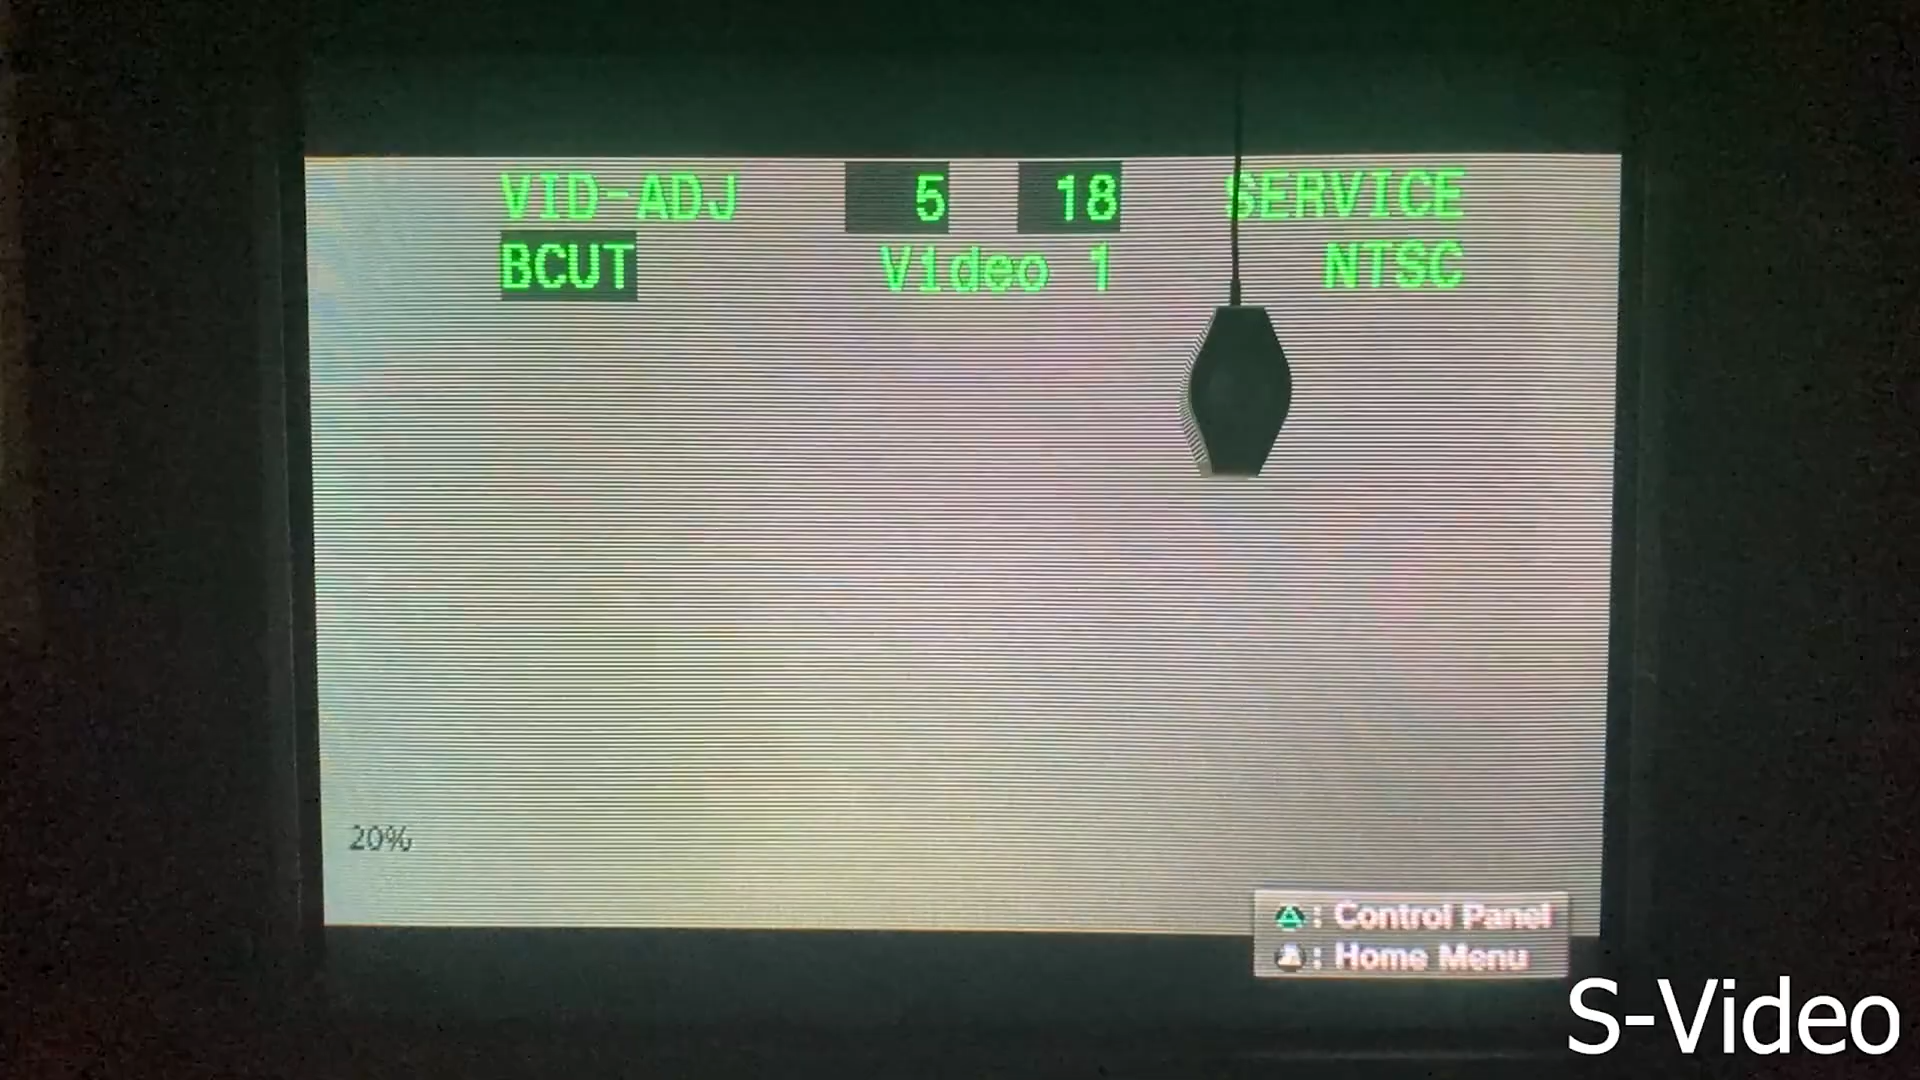 VID-ADJ 5 18 SERVICE
BCUT Video 1 NTSC
20%
: Control Panel
: Home Menu
S-Video